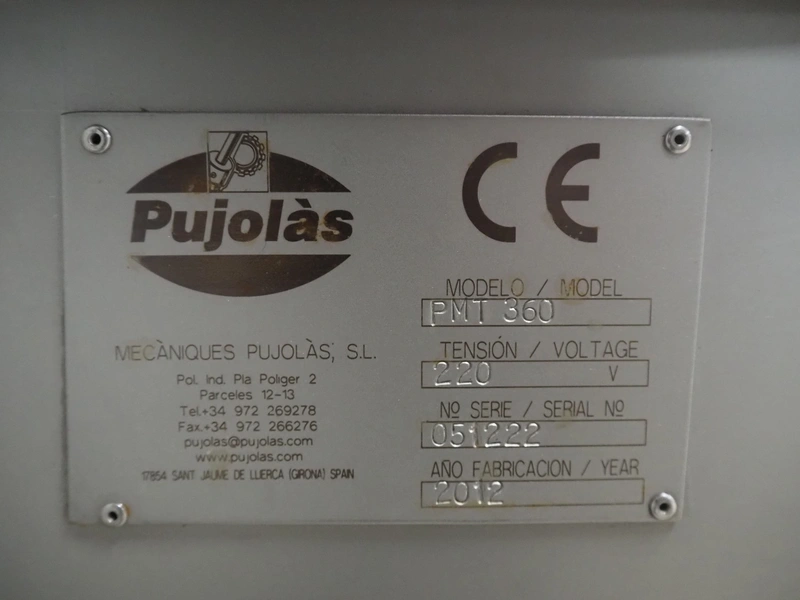 Pujolàs
MECÀNIQUES PUJOLÀS, S.L.
Pol. Ind. Pla Poliger 2
Parceles 12-13
Tel.+34 972 269278
Fax.+34 972 266276
pujolas@pujolas.com
www.pujolas.com
17854 SANT JAUME DE LLIERCA (GIRONA) SPAIN
CE
MODELO / MODEL
PMT 360
TENSIÓN / VOLTAGE
220 V
Nº SERIE / SERIAL Nº
051222
AÑO FABRICACION / YEAR
2012